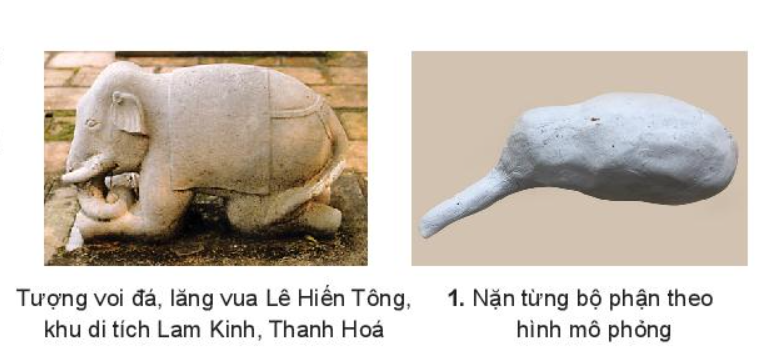 Tượng voi đá, lăng vua Lê Hiến Tông,
khu di tích Lam Kinh, Thanh Hoá
1. Nặn từng bộ phận theo
hình mô phỏng